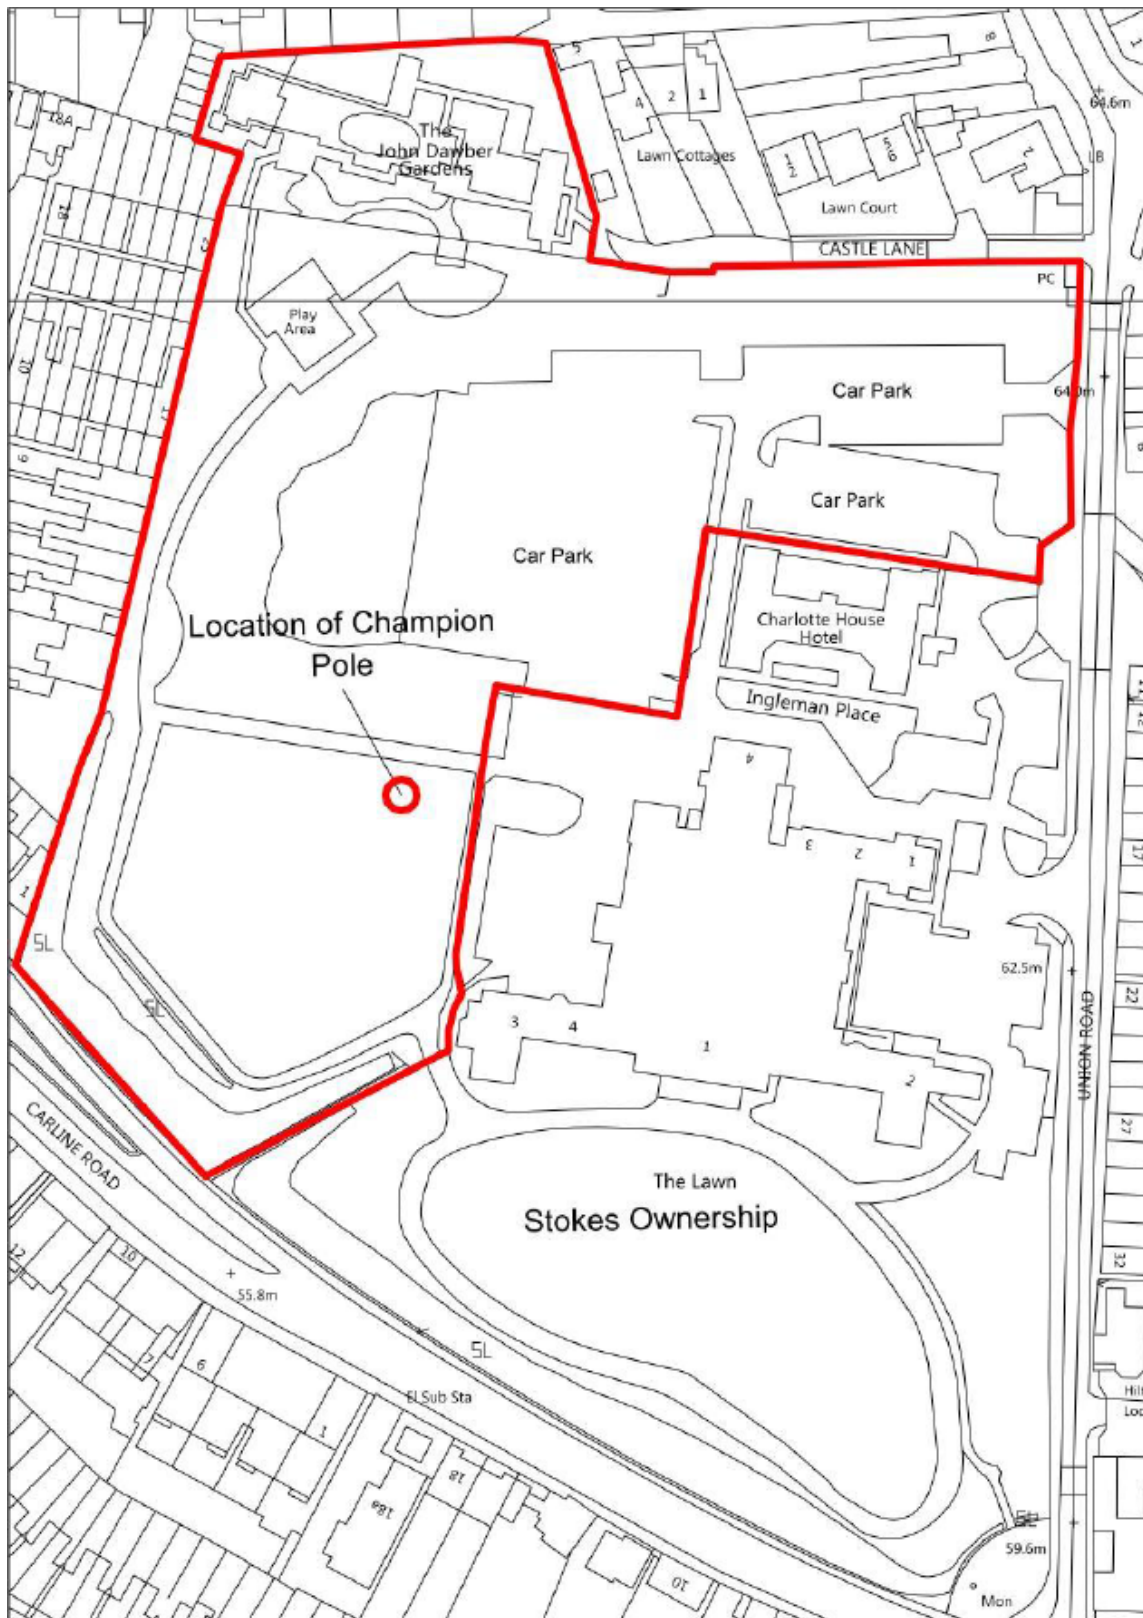 5
8
1
64.6m
4
2
1
18A
The
John Dawber
Gardens
Lawn Cottages
Lawn Court
LB
18
CASTLE LANE
PC
Play
Area
10
Car Park
64.0m
9
Car Park
Car Park
Location of Champion
Pole
Charlotte House
Hotel
Ingleman Place
4
3
2
1
17
1
SL
62.5m
22
SL
3
4
1
2
UNION ROAD
CARLINE ROAD
27
The Lawn
Stokes Ownership
12
10
55.8m
32
7
6
SL
El Sub Sta
1
18
18a
59.6m
10
Mon